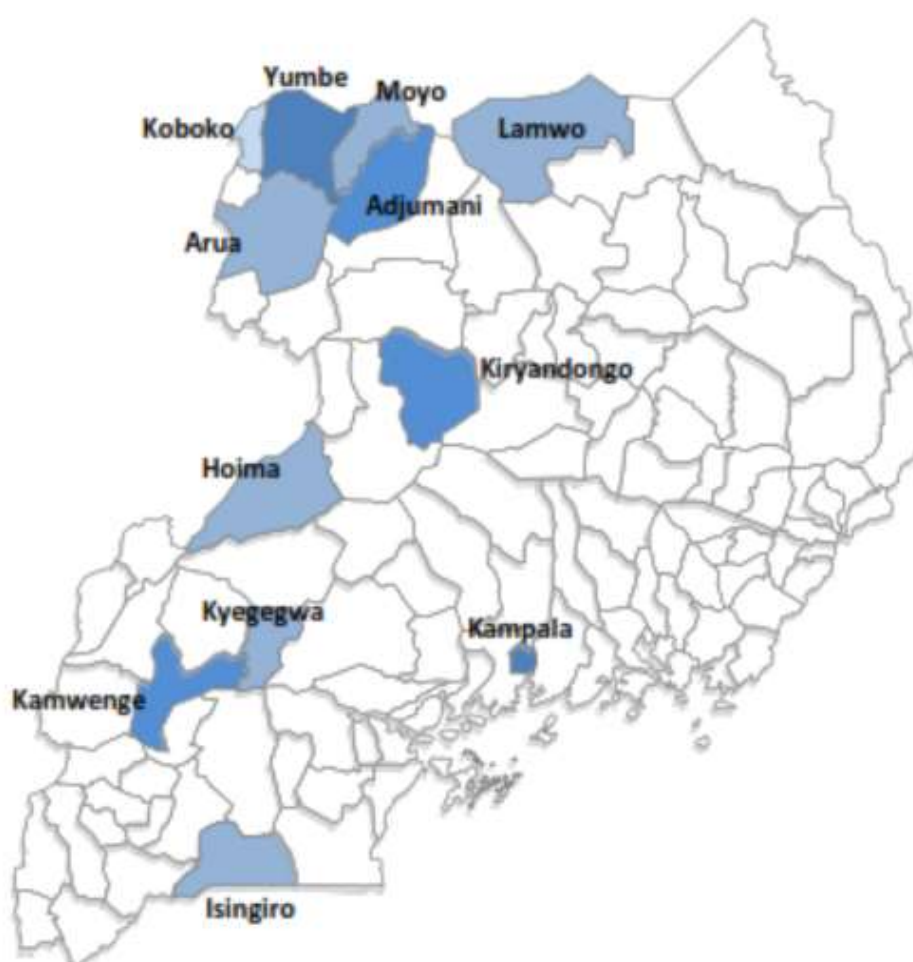 Yumbe
Moyo
Koboko
Lamwo
Adjumani
Arua
Kiryandongo
Hoima
Kyegegwa
Kampala
Kamwenge
Isingiro